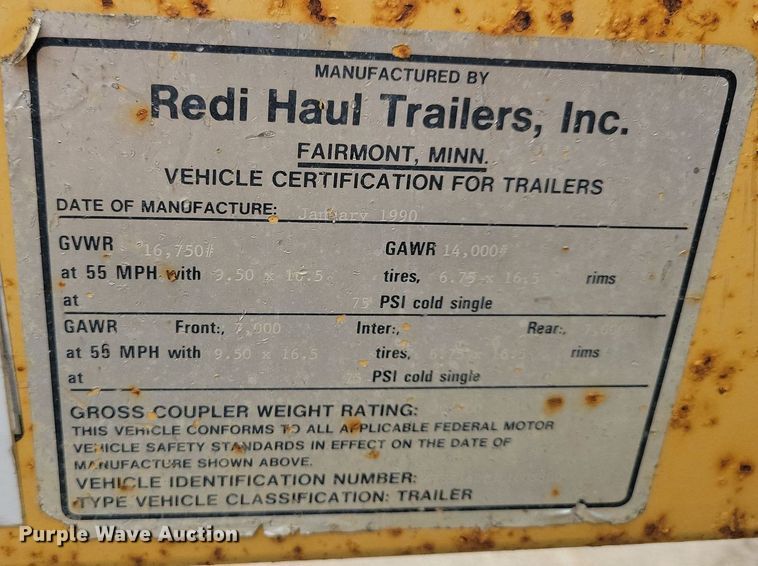 MANUFACTURED BY
Redi Haul Trailers, Inc.
FAIRMONT, MINN.
VEHICLE CERTIFICATION FOR TRAILERS
DATE OF MANUFACTURE: January 1990
GVWR 16,750# GAWR 14,000#
at 55 MPH with 9.50 x 16.5 tires, 6.75 x 16.5 rims
at 75 PSI cold single
GAWR Front:, 7,000 Inter:, Rear:,
at 55 MPH with 9.50 x 16.5 tires, 6.75 x 16.5 rims
at 75 PSI cold single
GROSS COUPLER WEIGHT RATING:
THIS VEHICLE CONFORMS TO ALL APPLICABLE FEDERAL MOTOR
VEHICLE SAFETY STANDARDS IN EFFECT ON THE DATE OF
MANUFACTURE SHOWN ABOVE.
VEHICLE IDENTIFICATION NUMBER:
TYPE VEHICLE CLASSIFICATION: TRAILER
Purple Wave Auction